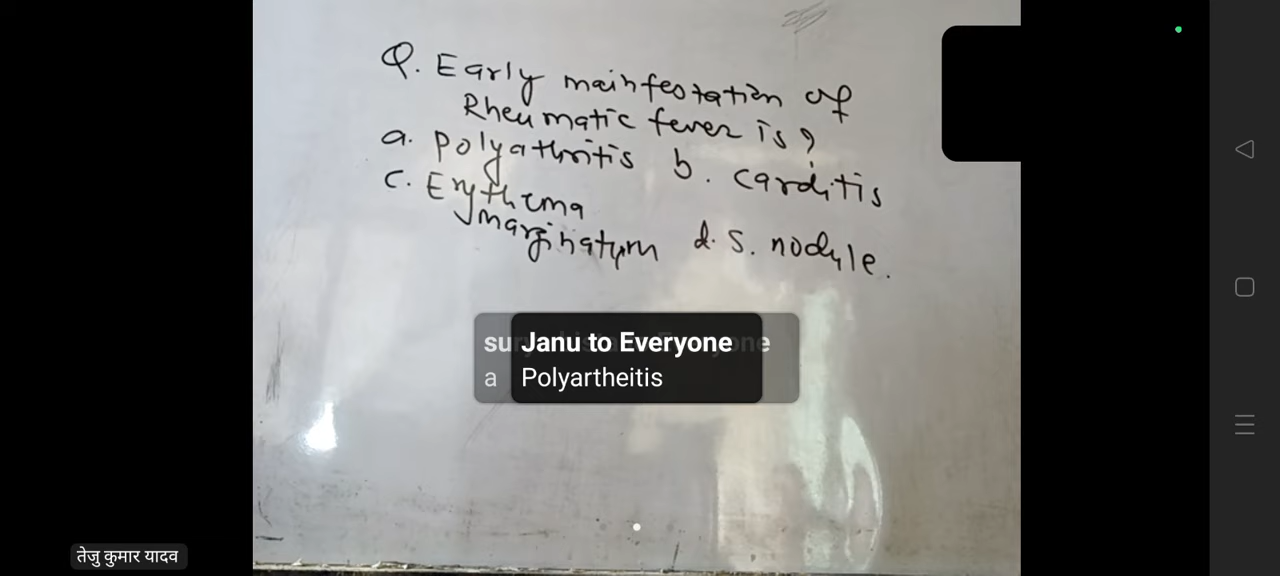 Q. Early mainfestation of
Rheumatic fever is?
a. Polyathritis b. carditis
c. Erythema
marginatum d. S. nodule.
Janu to Everyone
a Polyartheitis
तेजु कुमार यादव